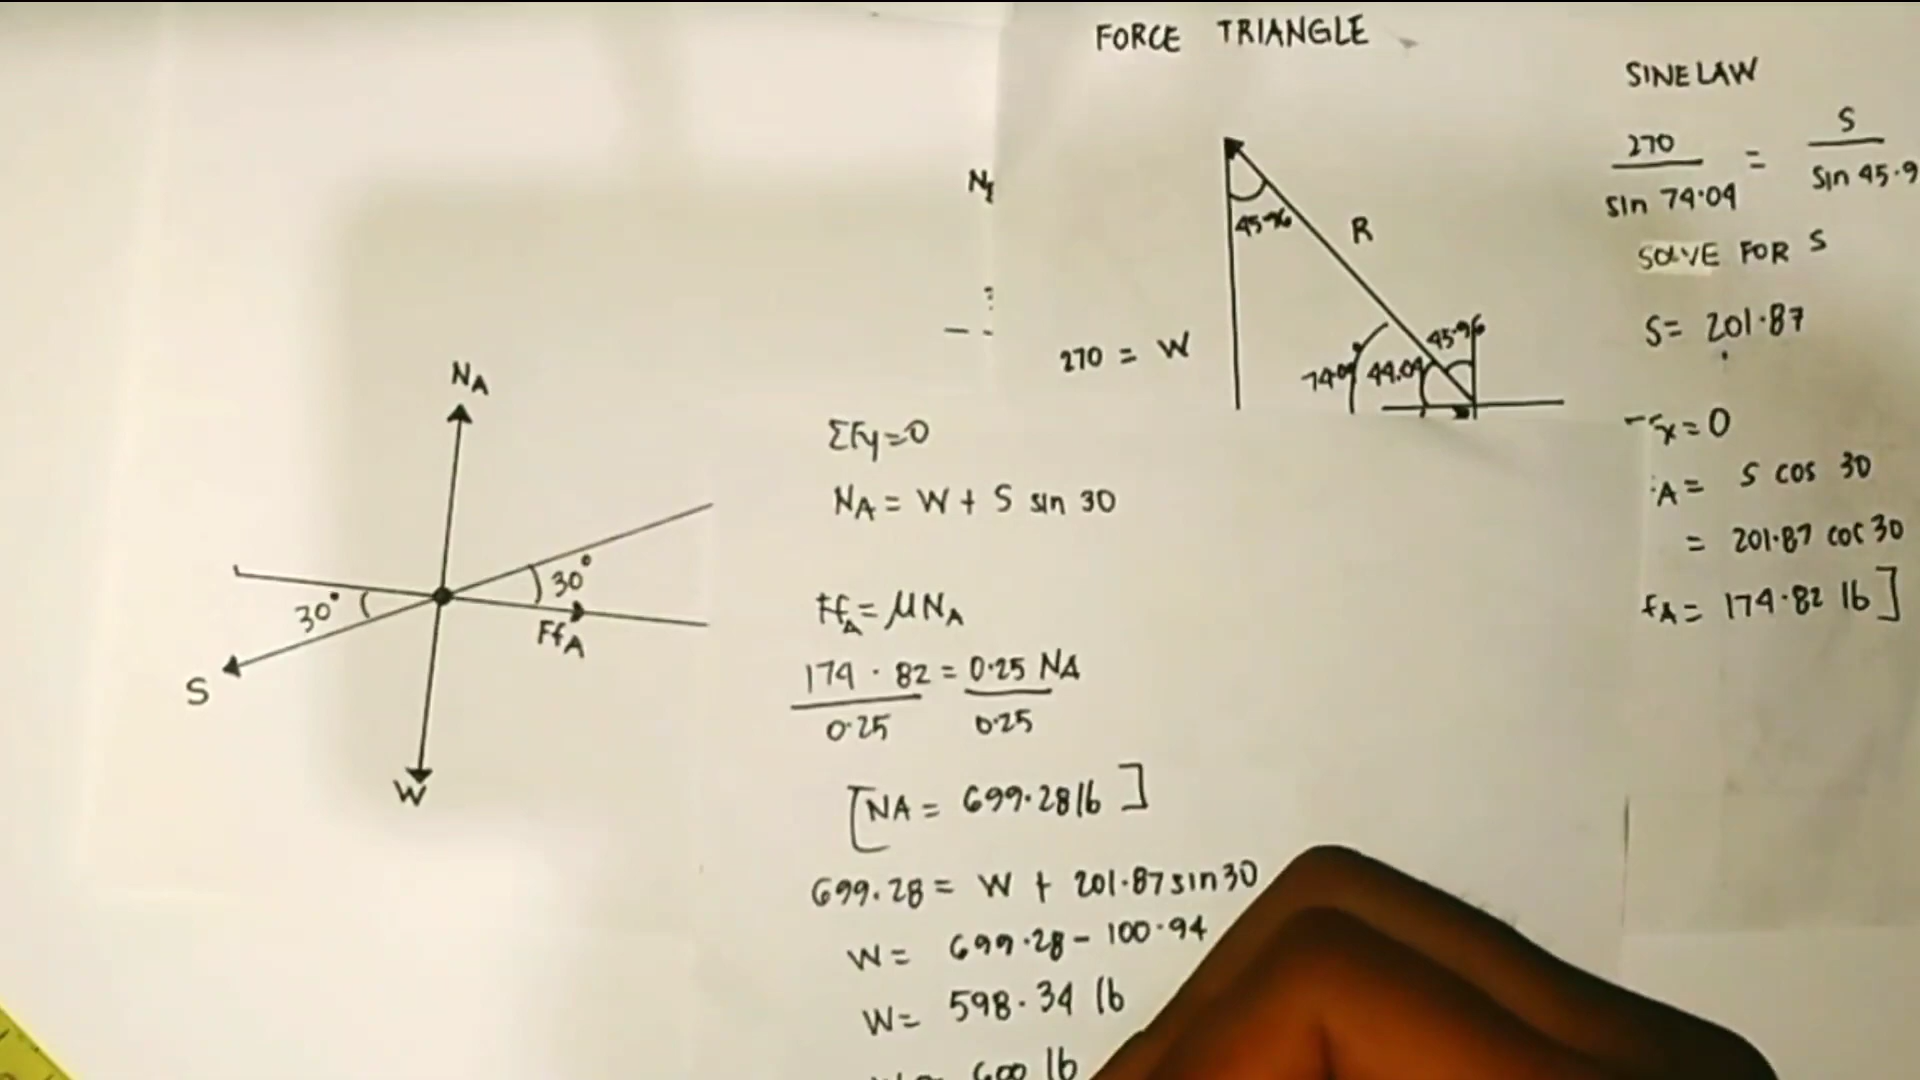 FORCE TRIANGLE
45.96
R
270 = W
74.04
44.04
45.96
SINE LAW
270 / sin 74.04 = S / sin 45.9
SOLVE FOR S
S = 201.87
x = 0
A = S cos 30
= 201.87 cos 30
fA = 174.82 lb]
NA
30°
30°
FfA
S
W
ΣFy=0
NA = W + S sin 30
FfA = μNA
174.82 / 0.25 = 0.25 NA / 0.25
[NA = 699.28 lb]
699.28 = W + 201.87 sin 30
W = 699.28 - 100.94
W = 598.34 lb
600 lb